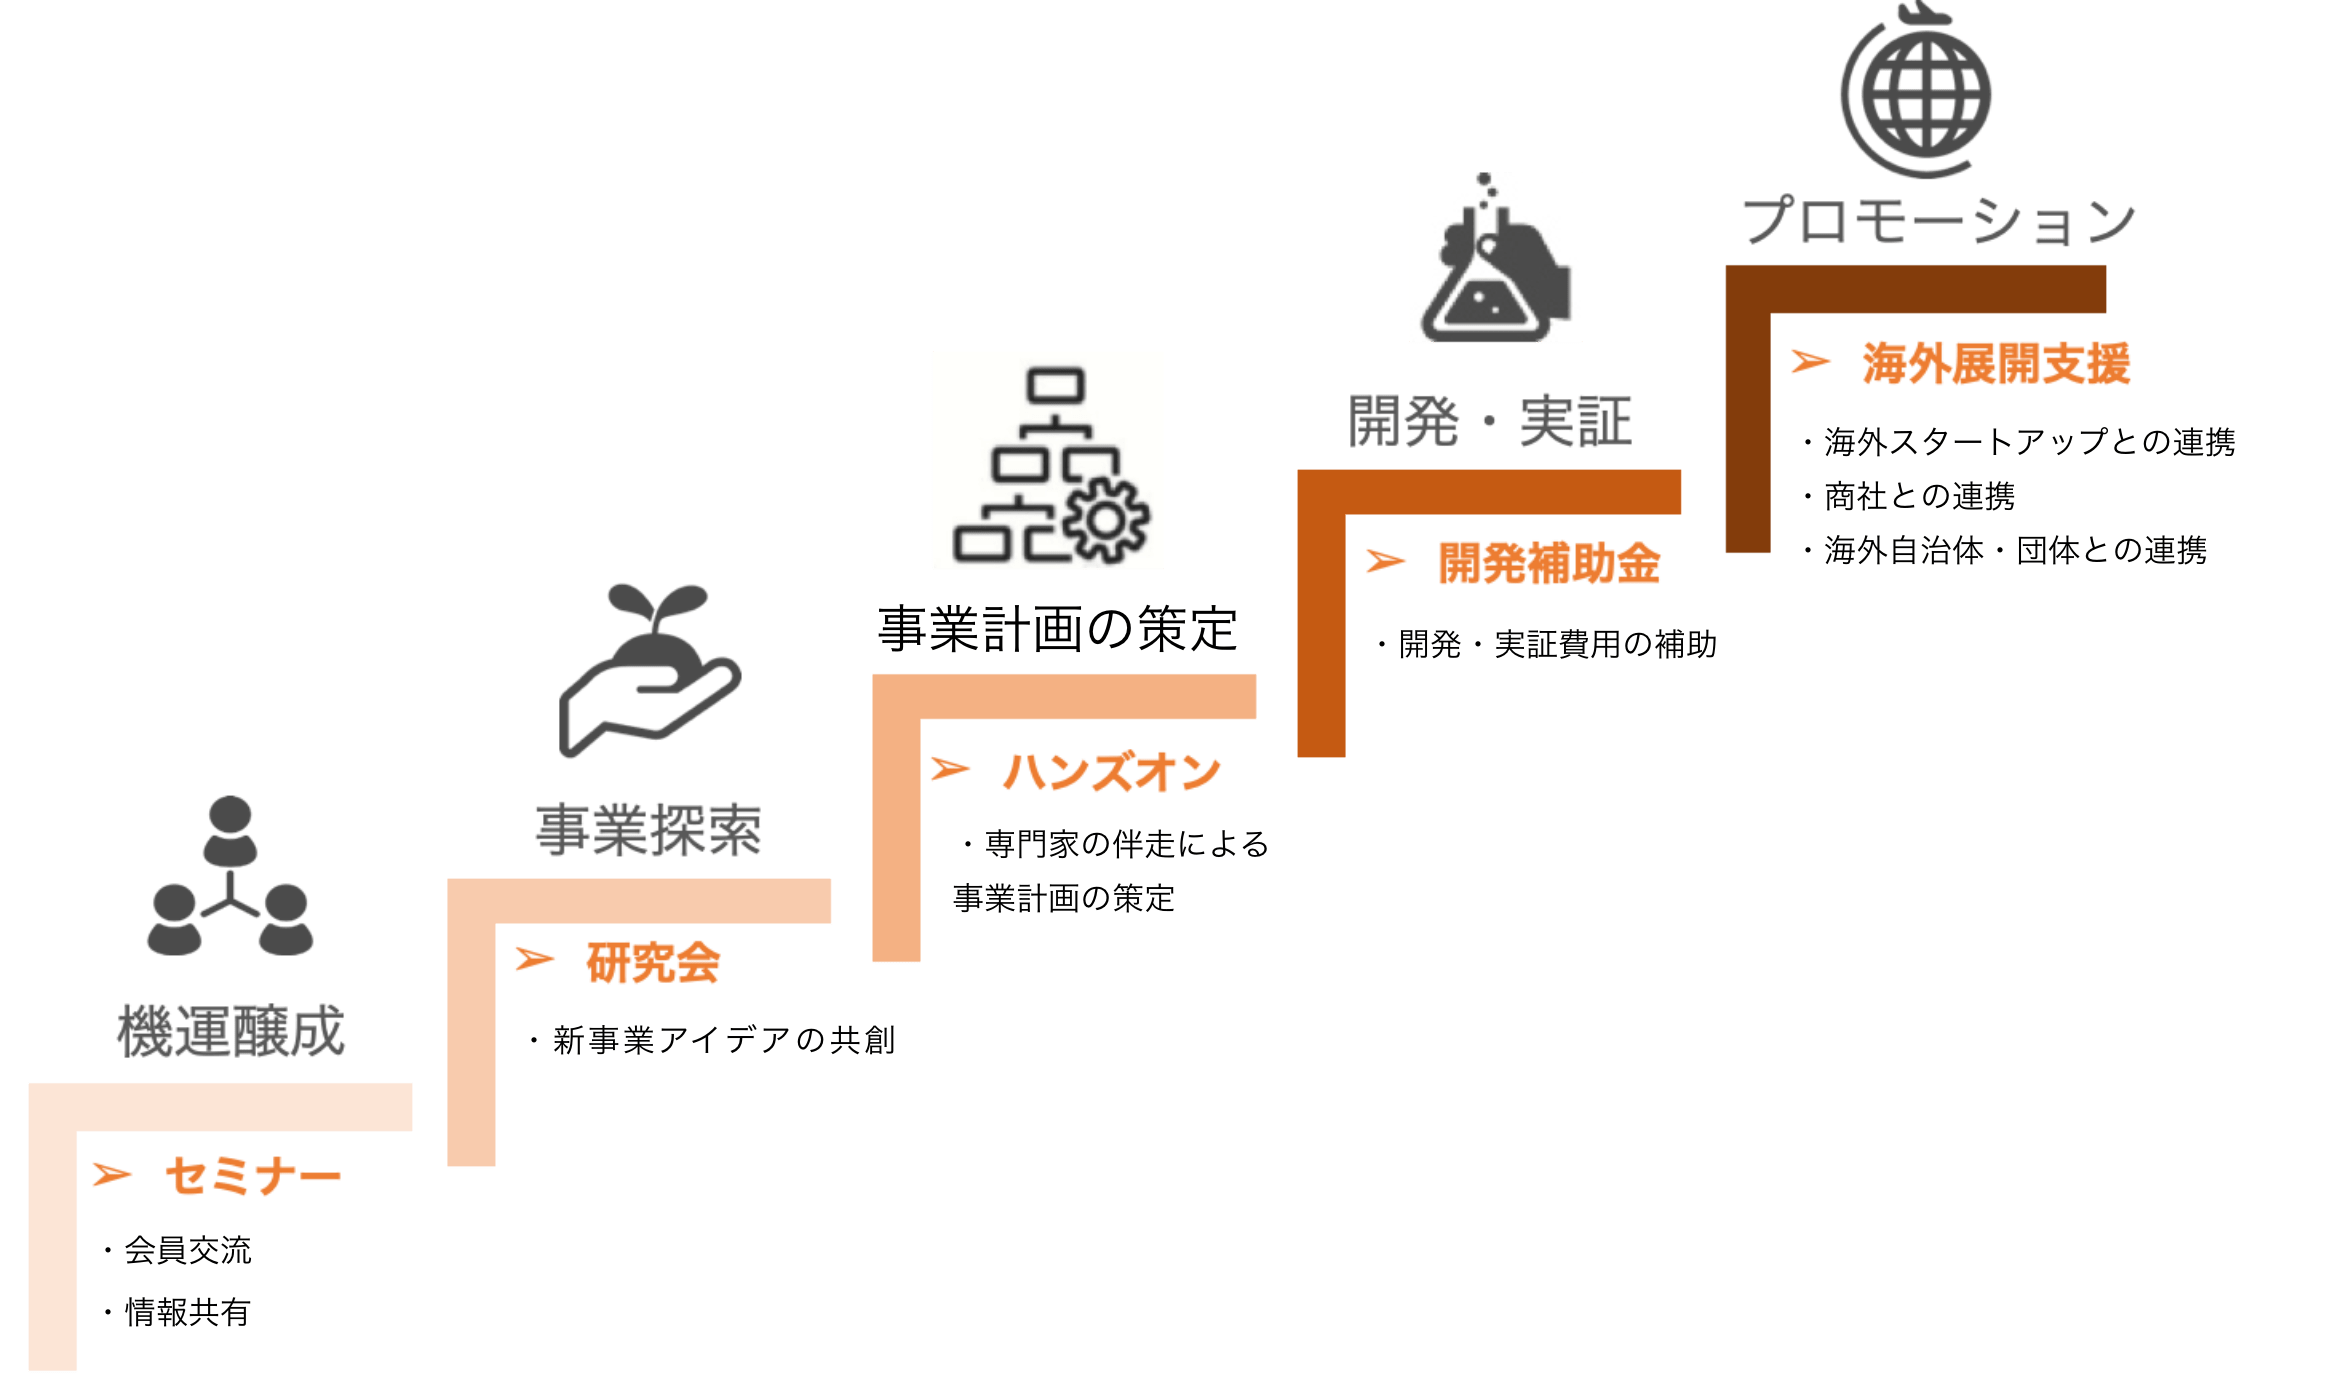 機運醸成
➢ セミナー
・会員交流
・情報共有
事業探索
➢ 研究会
・新事業アイデアの共創
事業計画の策定
➢ ハンズオン
・専門家の伴走による
事業計画の策定
開発・実証
➢ 開発補助金
・開発・実証費用の補助
プロモーション
➢ 海外展開支援
・海外スタートアップとの連携
・商社との連携
・海外自治体・団体との連携